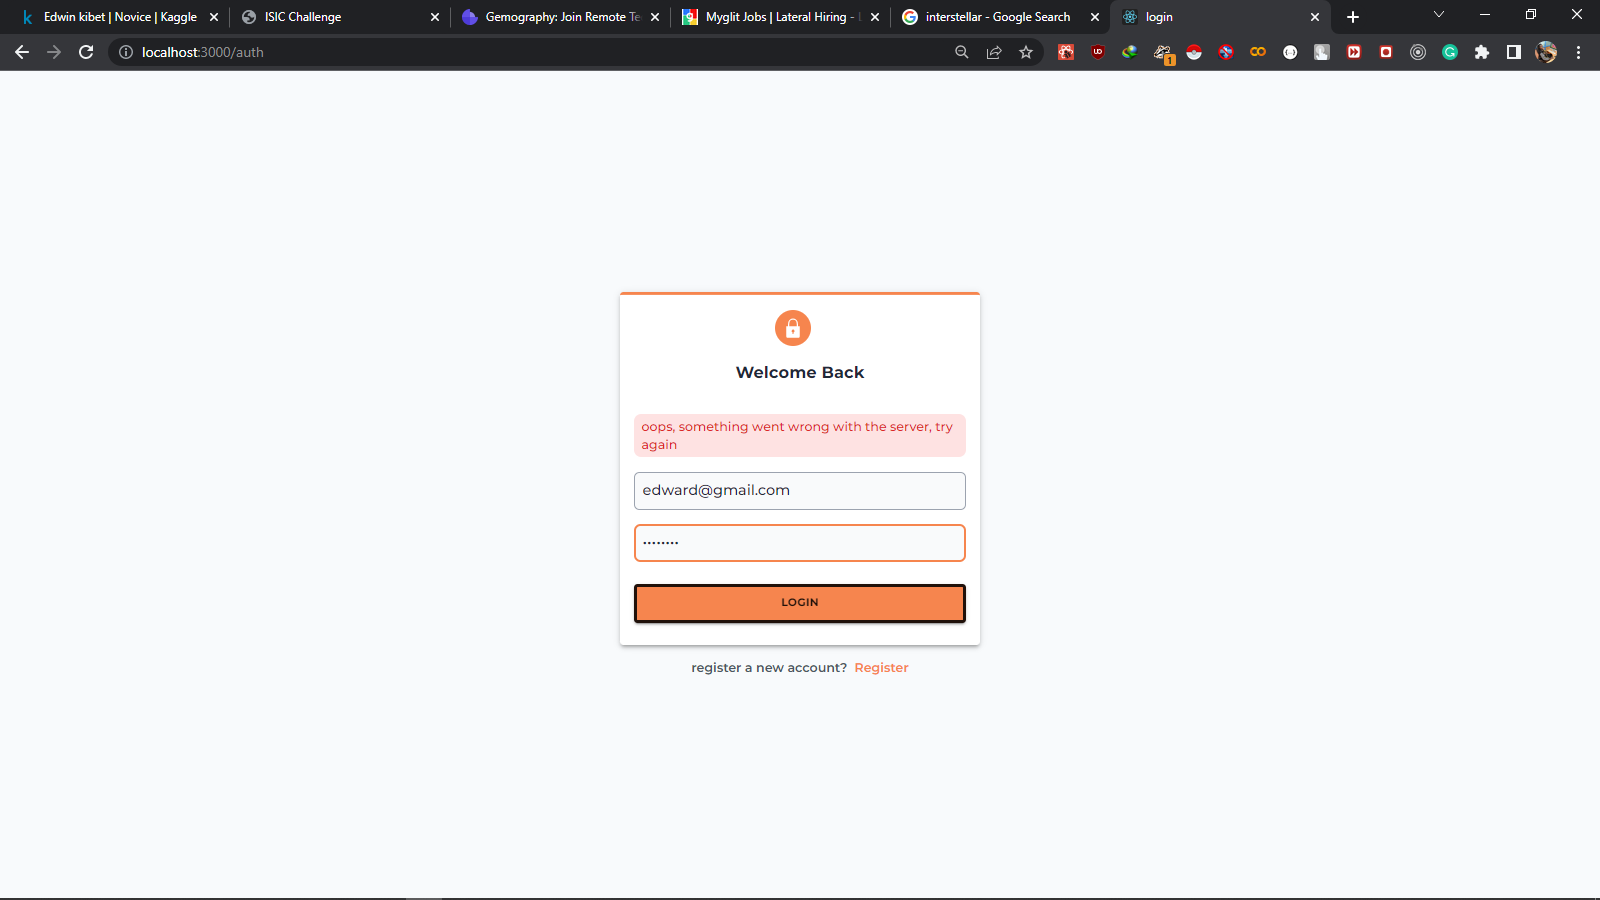 Edwin kibet | Novice | Kaggle
ISIC Challenge
Gemography: Join Remote Te
Myglit Jobs | Lateral Hiring -
interstellar - Google Search
login
localhost:3000/auth
1
Welcome Back
oops, something went wrong with the server, try
again
edward@gmail.com
LOGIN
register a new account? Register